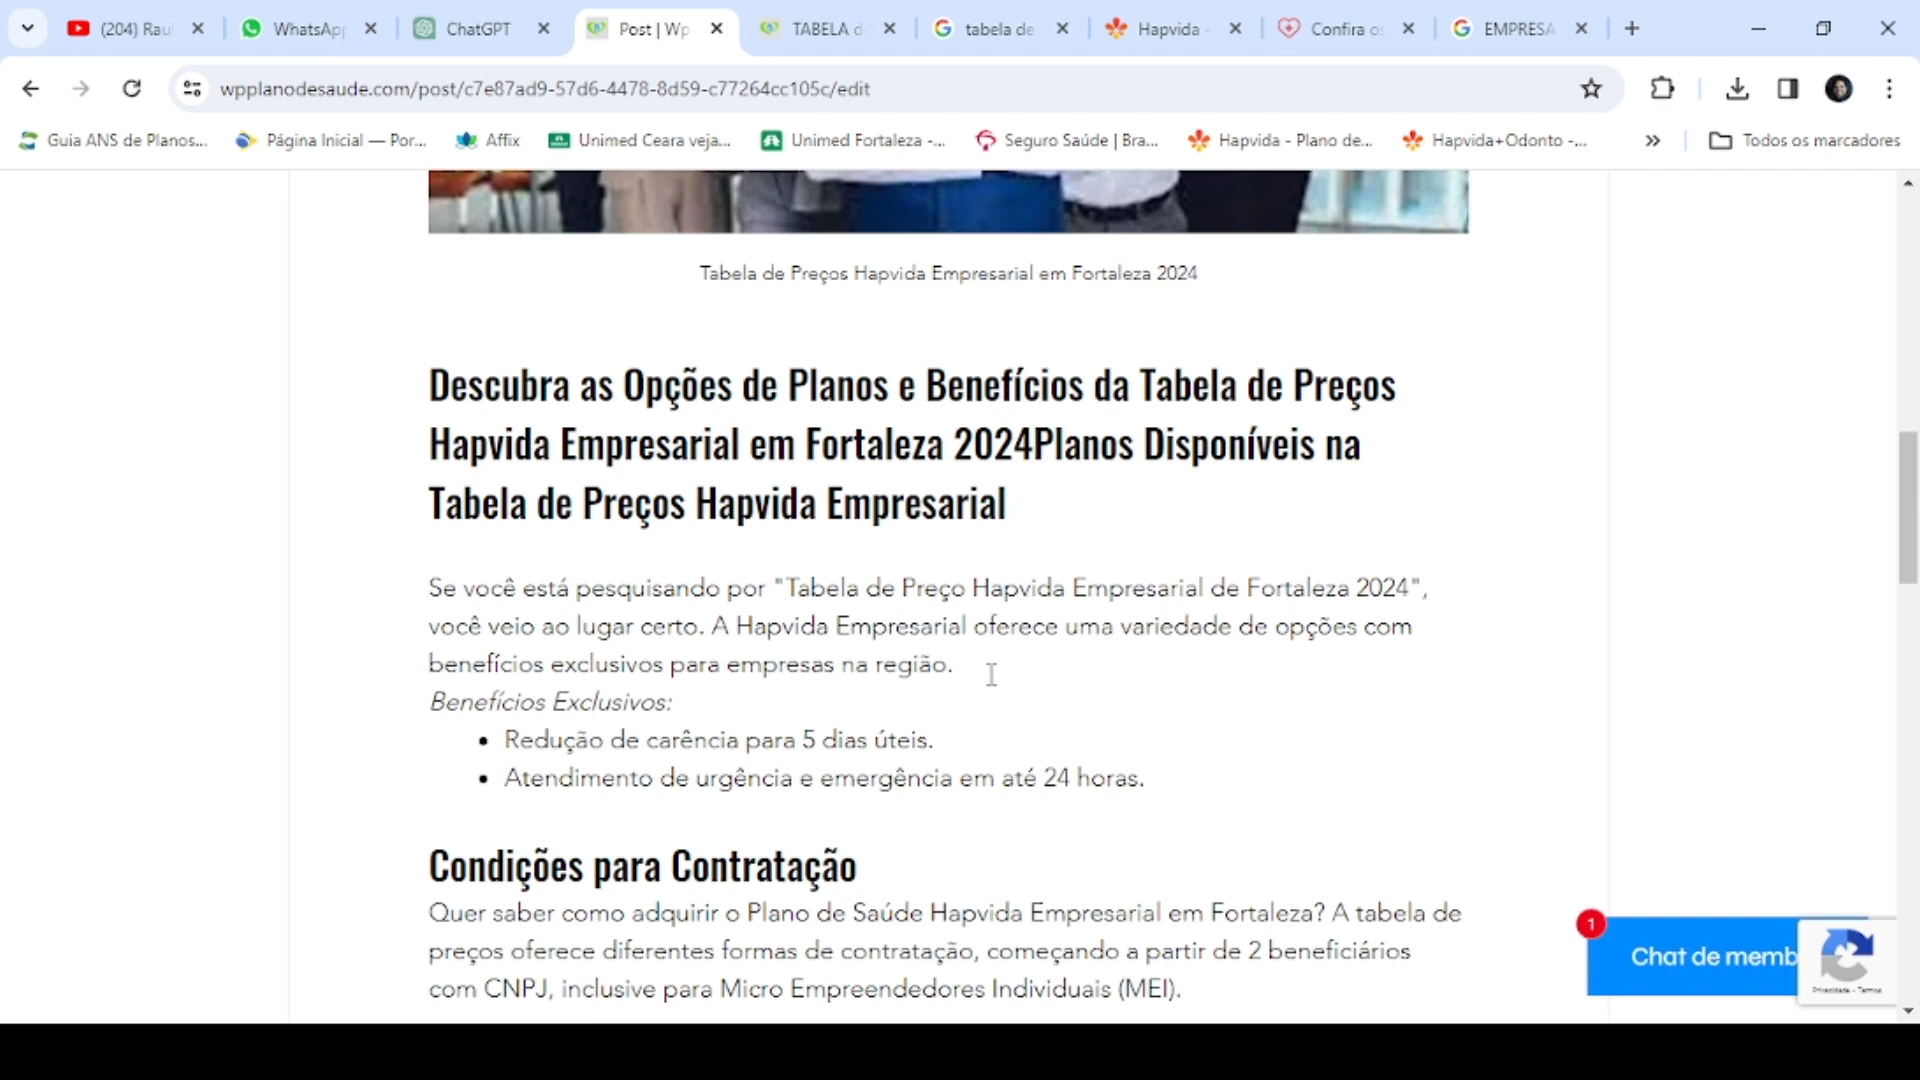 (204) Rau
WhatsApp
ChatGPT
Post | Wp
TABELA d
tabela de
Hapvida -
Confira o
EMPRESA
wpplanodesaude.com/post/c7e87ad9-57d6-4478-8d59-c77264cc105c/edit
Guia ANS de Planos...
Página Inicial — Por...
Affix
Unimed Ceara veja...
Unimed Fortaleza -...
Seguro Saúde | Bra...
Hapvida - Plano de...
Hapvida+Odonto -...
Todos os marcadores
Tabela de Preços Hapvida Empresarial em Fortaleza 2024
Descubra as Opções de Planos e Benefícios da Tabela de Preços
Hapvida Empresarial em Fortaleza 2024Planos Disponíveis na
Tabela de Preços Hapvida Empresarial
Se você está pesquisando por "Tabela de Preço Hapvida Empresarial de Fortaleza 2024",
você veio ao lugar certo. A Hapvida Empresarial oferece uma variedade de opções com
benefícios exclusivos para empresas na região.
Benefícios Exclusivos:
• Redução de carência para 5 dias úteis.
• Atendimento de urgência e emergência em até 24 horas.
Condições para Contratação
Quer saber como adquirir o Plano de Saúde Hapvida Empresarial em Fortaleza? A tabela de
preços oferece diferentes formas de contratação, começando a partir de 2 beneficiários
com CNPJ, inclusive para Micro Empreendedores Individuais (MEI).
1
Chat de memb
Privacidade - Termos